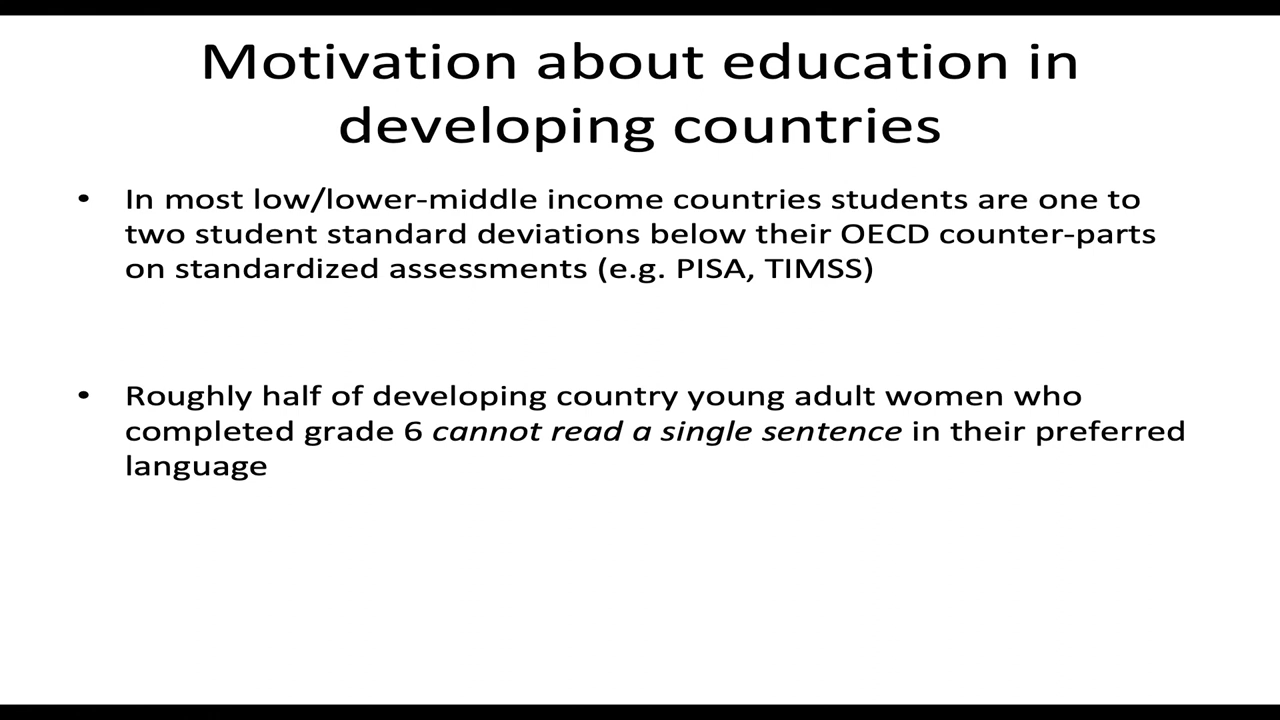 Motivation about education in
developing countries
• In most low/lower-middle income countries students are one to
two student standard deviations below their OECD counter-parts
on standardized assessments (e.g. PISA, TIMSS)
• Roughly half of developing country young adult women who
completed grade 6 cannot read a single sentence in their preferred
language